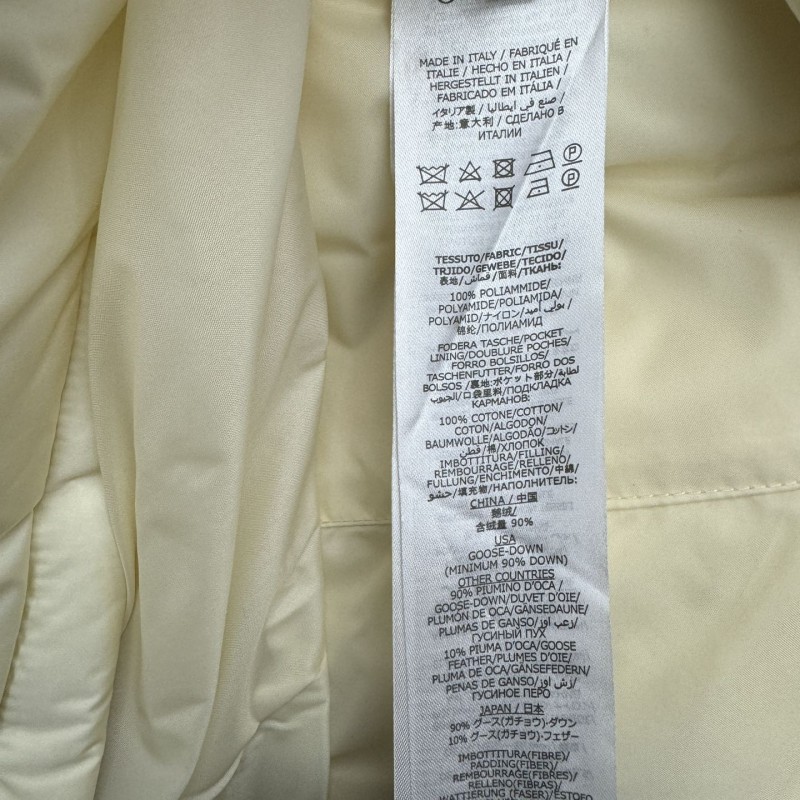 MADE IN ITALY / FABRIQUÉ EN
ITALIE / HECHO EN ITALIA /
HERGESTELLT IN ITALIEN /
FABRICADO EM ITÁLIA /
イタリア製 / صنع في ايطاليا /
产地:意大利 / СДЕЛАНО В
ИТАЛИИ
P
P
TESSUTO/FABRIC/TISSU/
TRJIDO/GEWEBE/TECIDO/
表地/قماش/面料/ТКАНЬ:
100% POLIAMMIDE/
POLYAMIDE/POLIAMIDA/
POLYAMID/ナイロン/بولي أميد/
锦纶/ПОЛИАМИД
FODERA TASCHE/POCKET
LINING/DOUBLURE POCHES/
FORRO BOLSILLOS/
TASCHENFUTTER/FORRO DOS
BOLSOS /裏地:ポケット部分/لطابة
الجيوب/口袋里料/ПОДКЛАДКА
КАРМАНОВ:
100% COTONE/COTTON/
COTON/ALGODÓN/
BAUMWOLLE/ALGODÃO/コットン/
قطن/棉/ХЛОПОК
IMBOTTITURA/FILLING/
REMBOURRAGE/RELLENO/
FULLUNG/ENCHIMENTO/中綿/
حشو/填充物/НАПОЛНИТЕЛЬ:
CHINA / 中国
鹅绒/
含绒量 90%
USA
GOOSE-DOWN
(MINIMUM 90% DOWN)
OTHER COUNTRIES
90% PIUMINO D'OCA/
GOOSE-DOWN/DUVET D'OIE/
PLUMÓN DE OCA/GÄNSEDAUNE/
PLUMAS DE GANSO/زغب أوز/
ГУСИНЫЙ ПУХ
10% PIUMA D'OCA/GOOSE
FEATHER/PLUMES D'OIE/
PLUMA DE OCA/GÄNSEFEDERN/
PENAS DE GANSO/ريش أوز/
ГУСИНОЕ ПЕРО
JAPAN / 日本
90% グース(ガチョウ)・ダウン
10% グース(ガチョウ)・フェザー
IMBOTTITURA(FIBRE)/
PADDING(FIBER)/
REMBOURRAGE(FIBRES)/
RELLENO(FIBRAS)/
WATTIERUNG (FASER)/ESTOFO